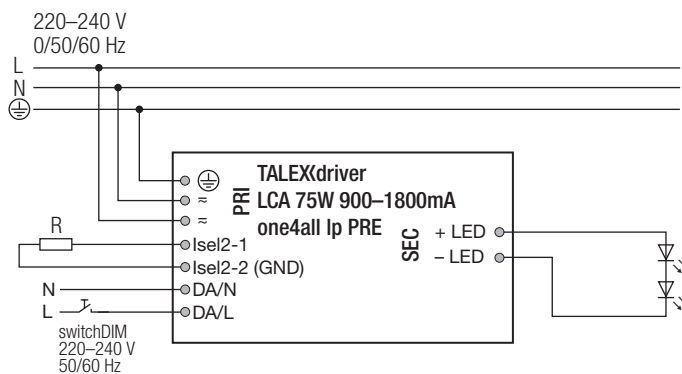 220–240 V
0/50/60 Hz
L
N
TALEXXdriver
LCA 75W 900–1800mA
one4all lp PRE
PRI
≂
≂
R
Isel2-1
Isel2-2 (GND)
N
DA/N
L
DA/L
switchDIM
220–240 V
50/60 Hz
SEC
+ LED
– LED